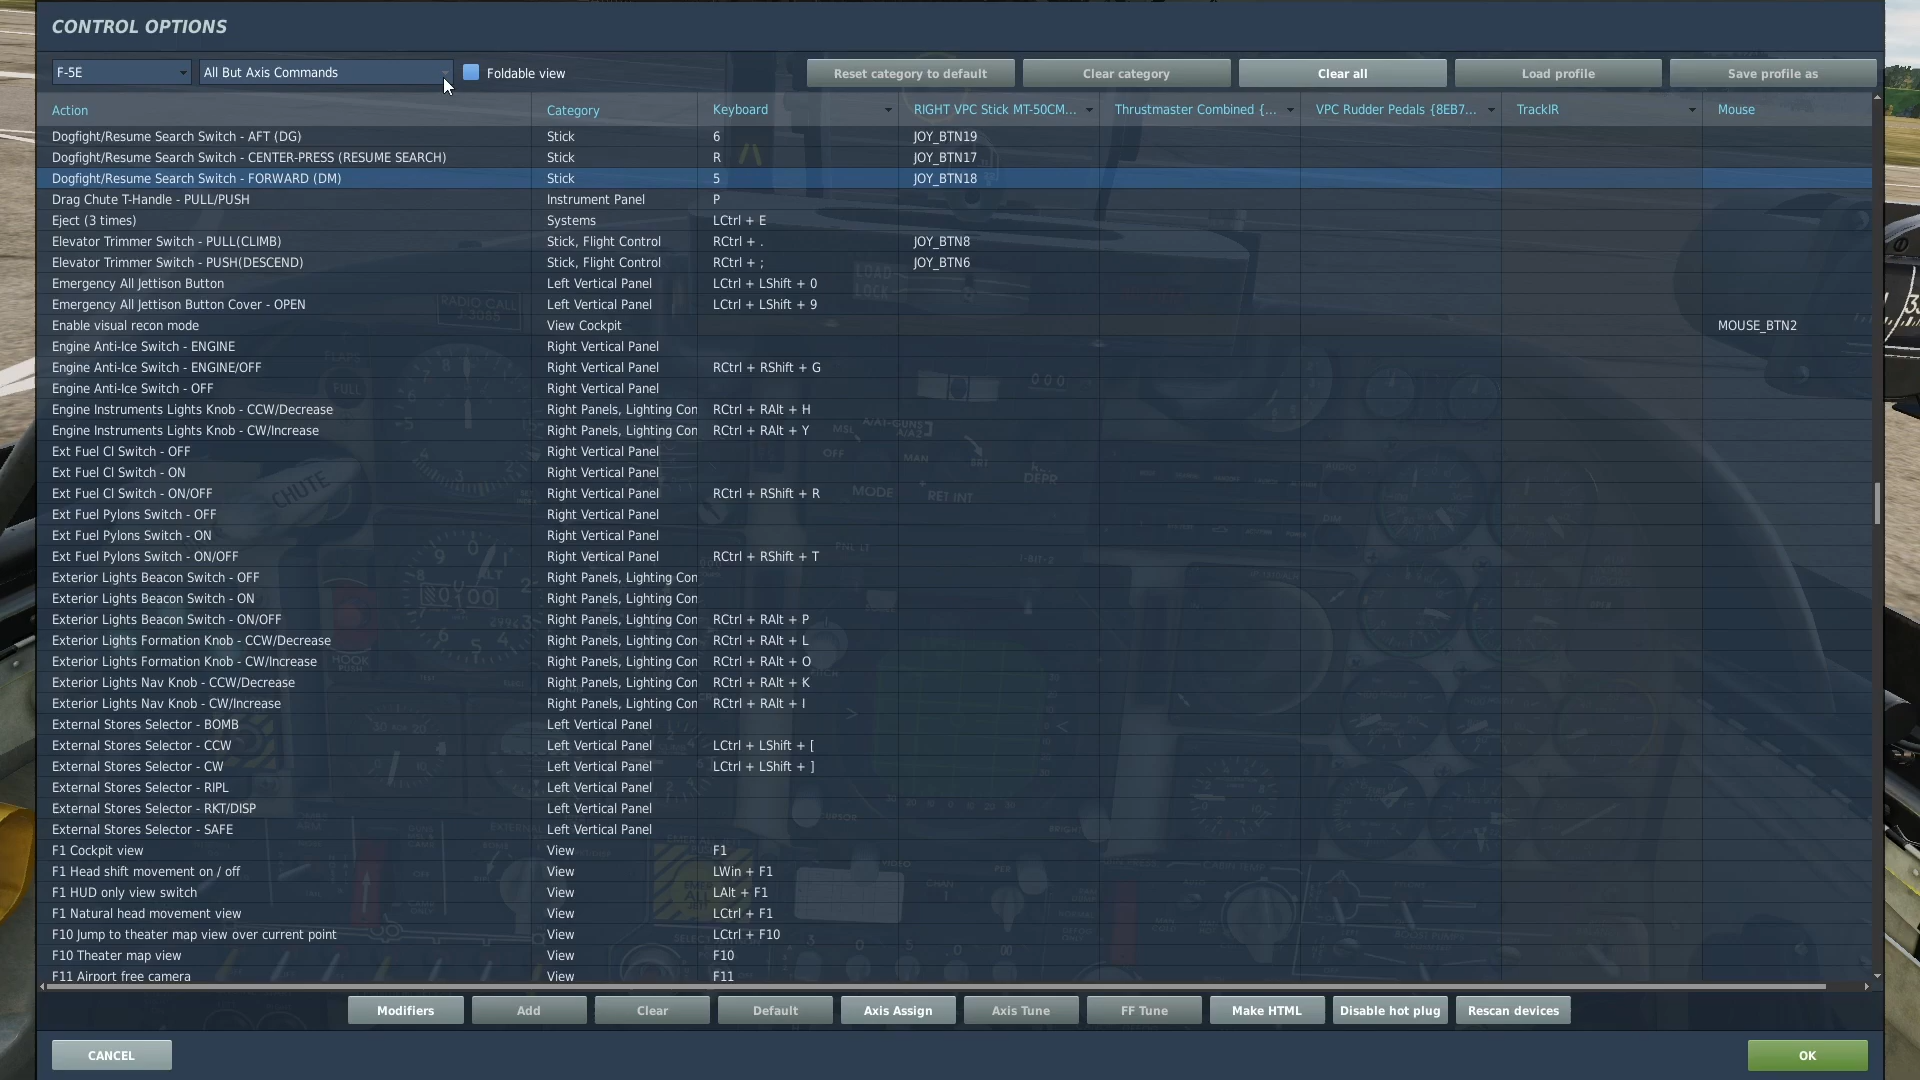 CONTROL OPTIONS
F-5E All But Axis Commands Foldable view Reset category to default Clear category Clear all Load profile Save profile as
Action Category Keyboard RIGHT VPC Stick MT-50CM... Thrustmaster Combined {... VPC Rudder Pedals {8EB7... TrackIR Mouse
Dogfight/Resume Search Switch - AFT (DG) Stick 6 JOY_BTN19
Dogfight/Resume Search Switch - CENTER-PRESS (RESUME SEARCH) Stick R JOY_BTN17
Dogfight/Resume Search Switch - FORWARD (DM) Stick 5 JOY_BTN18
Drag Chute T-Handle - PULL/PUSH Instrument Panel P
Eject (3 times) Systems LCtrl + E
Elevator Trimmer Switch - PULL(CLIMB) Stick, Flight Control RCtrl + . JOY_BTN8
Elevator Trimmer Switch - PUSH(DESCEND) Stick, Flight Control RCtrl + ; JOY_BTN6
Emergency All Jettison Button Left Vertical Panel LCtrl + LShift + 0
Emergency All Jettison Button Cover - OPEN Left Vertical Panel LCtrl + LShift + 9
Enable visual recon mode View Cockpit MOUSE_BTN2
Engine Anti-Ice Switch - ENGINE Right Vertical Panel
Engine Anti-Ice Switch - ENGINE/OFF Right Vertical Panel RCtrl + RShift + G
Engine Anti-Ice Switch - OFF Right Vertical Panel
Engine Instruments Lights Knob - CCW/Decrease Right Panels, Lighting Con RCtrl + RAlt + H
Engine Instruments Lights Knob - CW/Increase Right Panels, Lighting Con RCtrl + RAlt + Y
Ext Fuel Cl Switch - OFF Right Vertical Panel
Ext Fuel Cl Switch - ON Right Vertical Panel
Ext Fuel Cl Switch - ON/OFF Right Vertical Panel RCtrl + RShift + R
Ext Fuel Pylons Switch - OFF Right Vertical Panel
Ext Fuel Pylons Switch - ON Right Vertical Panel
Ext Fuel Pylons Switch - ON/OFF Right Vertical Panel RCtrl + RShift + T
Exterior Lights Beacon Switch - OFF Right Panels, Lighting Con
Exterior Lights Beacon Switch - ON Right Panels, Lighting Con
Exterior Lights Beacon Switch - ON/OFF Right Panels, Lighting Con RCtrl + RAlt + P
Exterior Lights Formation Knob - CCW/Decrease Right Panels, Lighting Con RCtrl + RAlt + L
Exterior Lights Formation Knob - CW/Increase Right Panels, Lighting Con RCtrl + RAlt + O
Exterior Lights Nav Knob - CCW/Decrease Right Panels, Lighting Con RCtrl + RAlt + K
Exterior Lights Nav Knob - CW/Increase Right Panels, Lighting Con RCtrl + RAlt + I
External Stores Selector - BOMB Left Vertical Panel
External Stores Selector - CCW Left Vertical Panel LCtrl + LShift + [
External Stores Selector - CW Left Vertical Panel LCtrl + LShift + ]
External Stores Selector - RIPL Left Vertical Panel
External Stores Selector - RKT/DISP Left Vertical Panel
External Stores Selector - SAFE Left Vertical Panel
F1 Cockpit view View F1
F1 Head shift movement on / off View LWin + F1
F1 HUD only view switch View LAlt + F1
F1 Natural head movement view View LCtrl + F1
F10 Jump to theater map view over current point View LCtrl + F10
F10 Theater map view View F10
F11 Airport free camera View F11
Modifiers Add Clear Default Axis Assign Axis Tune FF Tune Make HTML Disable hot plug Rescan devices
CANCEL OK